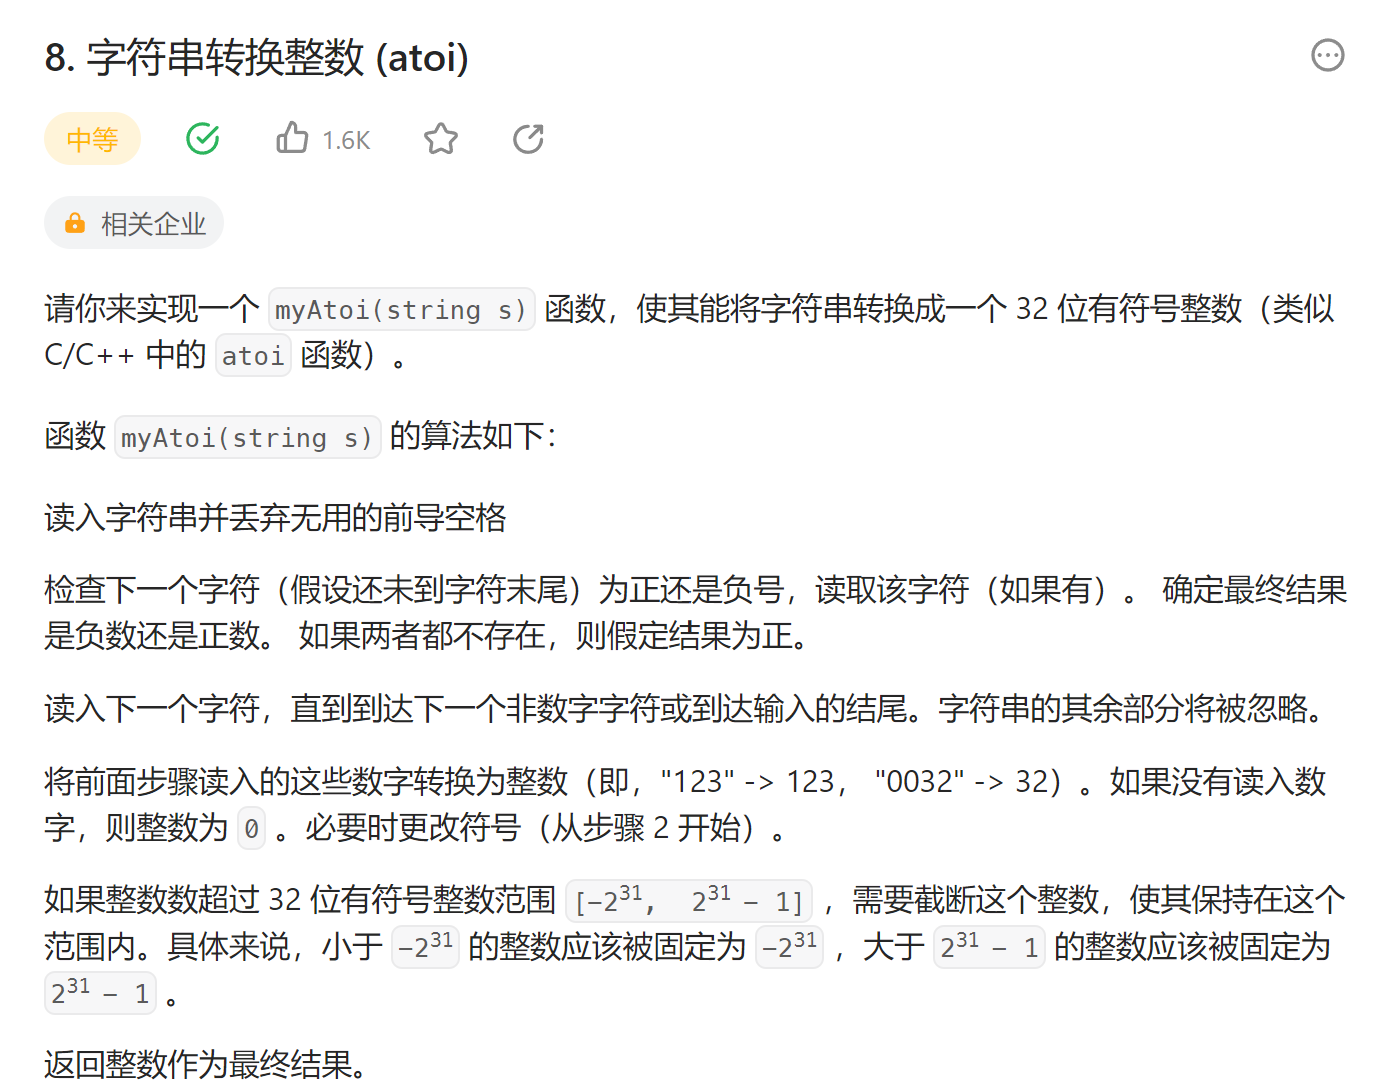 8. 字符串转换整数 (atoi)
中等 1.6K
相关企业
请你来实现一个 myAtoi(string s) 函数，使其能将字符串转换成一个 32 位有符号整数（类似
C/C++ 中的 atoi 函数）。
函数 myAtoi(string s) 的算法如下：
读入字符串并丢弃无用的前导空格
检查下一个字符（假设还未到字符末尾）为正还是负号，读取该字符（如果有）。 确定最终结果
是负数还是正数。 如果两者都不存在，则假定结果为正。
读入下一个字符，直到到达下一个非数字字符或到达输入的结尾。字符串的其余部分将被忽略。
将前面步骤读入的这些数字转换为整数（即，"123" -> 123， "0032" -> 32）。如果没有读入数
字，则整数为 0 。必要时更改符号（从步骤 2 开始）。
如果整数数超过 32 位有符号整数范围 [−2³¹,  2³¹ − 1] ，需要截断这个整数，使其保持在这个
范围内。具体来说，小于 −2³¹ 的整数应该被固定为 −2³¹ ，大于 2³¹ − 1 的整数应该被固定为
2³¹ − 1 。
返回整数作为最终结果。